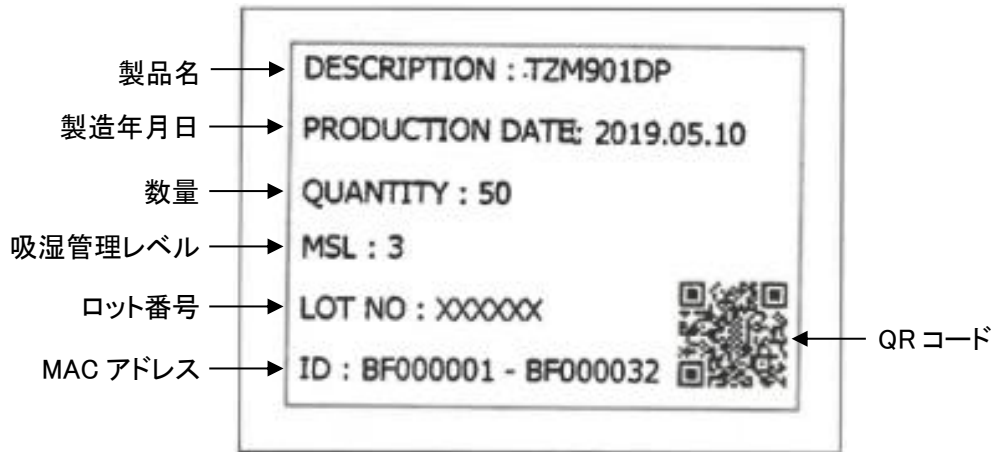 製品名 DESCRIPTION : TZM901DP
製造年月日 PRODUCTION DATE: 2019.05.10
数量 QUANTITY : 50
吸湿管理レベル MSL : 3
ロット番号 LOT NO : XXXXXX
QRコード
MAC アドレス ID : BF000001 - BF000032